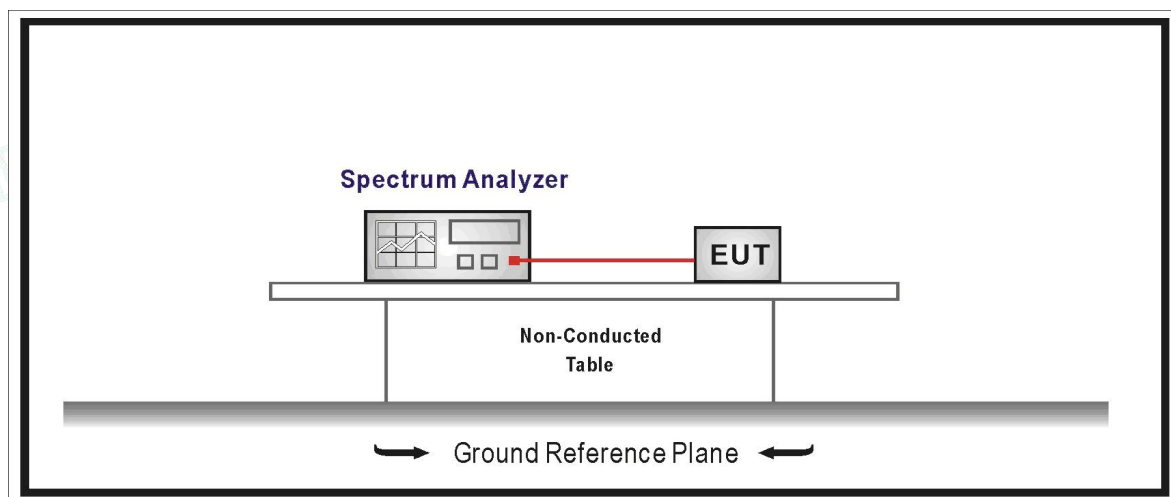 Spectrum Analyzer
EUT
Non-Conducted
Table
Ground Reference Plane